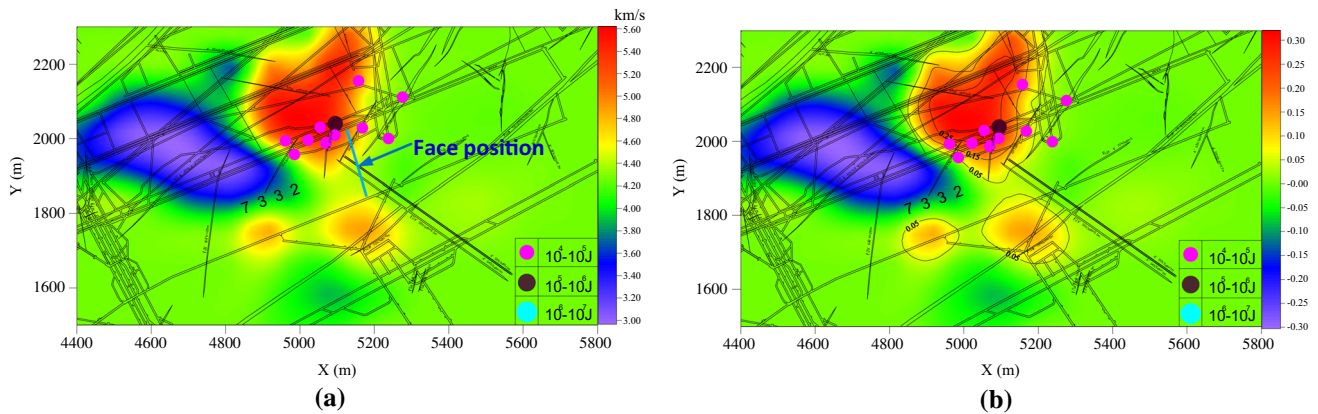 km/s
2200
2000
1800
1600
Y (m)
4400 4600 4800 5000 5200 5400 5600 5800
X (m)
Face position
7 3 3 2
10⁴-10⁵J
10⁵-10⁶J
10⁶-10⁷J
5.60
5.40
5.20
5.00
4.80
4.60
4.40
4.20
4.00
3.80
3.60
3.40
3.20
3.00
(a)
2200
2000
1800
1600
Y (m)
4400 4600 4800 5000 5200 5400 5600 5800
X (m)
0.25
0.15
0.05
7 3 3 2
0.05
0.05
10⁴-10⁵J
10⁵-10⁶J
10⁶-10⁷J
0.30
0.25
0.20
0.15
0.10
0.05
-0.00
-0.05
-0.10
-0.15
-0.20
-0.25
-0.30
(b)